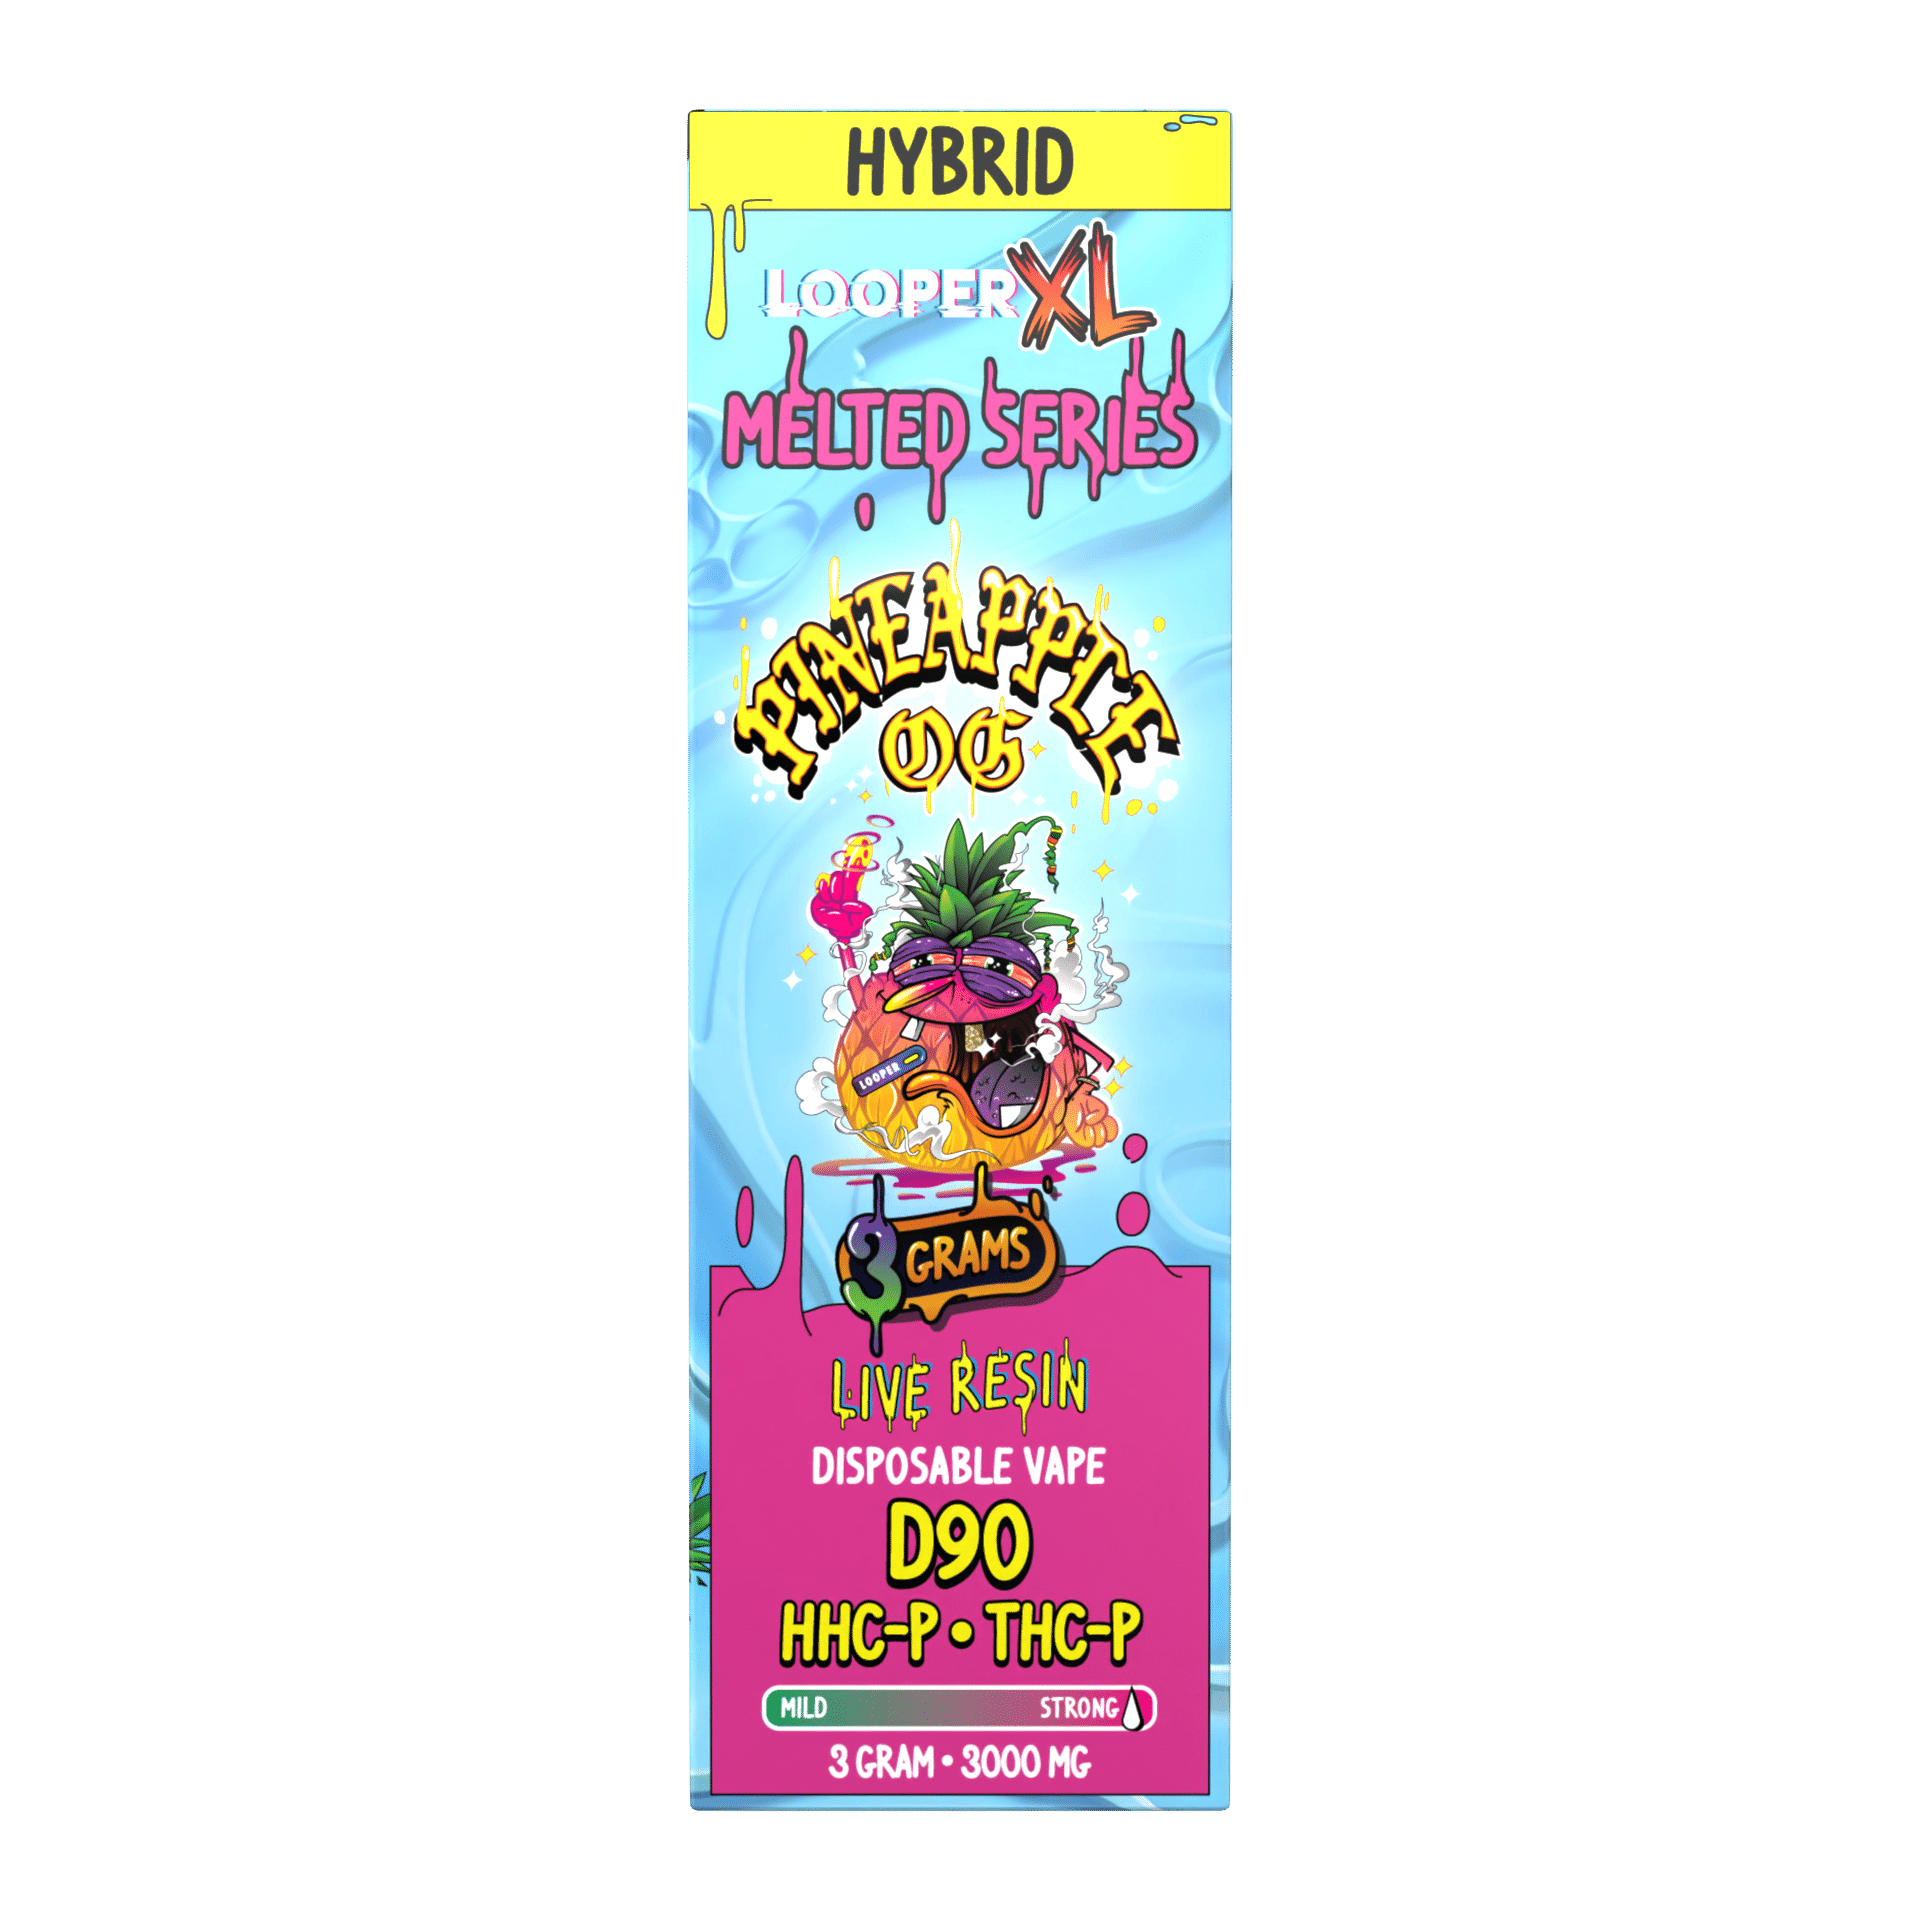 HYBRID
LOOPER XL
MELTED SERIES
PINEAPPLE
OG
LOOPER
3 GRAMS
LIVE RESIN
DISPOSABLE VAPE
D90
HHC-P • THC-P
MILD STRONG
3 GRAM • 3000 MG